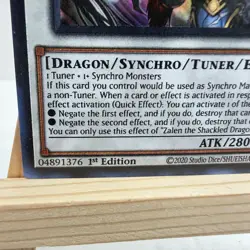 [DRAGON/SYNCHRO/TUNER/E
1 Tuner + 1+ Synchro Monsters
If this card you control would be used as Synchro Ma
a non-Tuner. When a card or effect is activated in resp
effect activation (Quick Effect): You can activate 1 of the
● Negate the first effect, and if you do, destroy that card
● Negate the second effect, and if you do, destroy that
You can only use this effect of "Zalen the Shackled Drago
ATK/280
04891376 1st Edition
©2020 Studio Dice/SHUEISHA